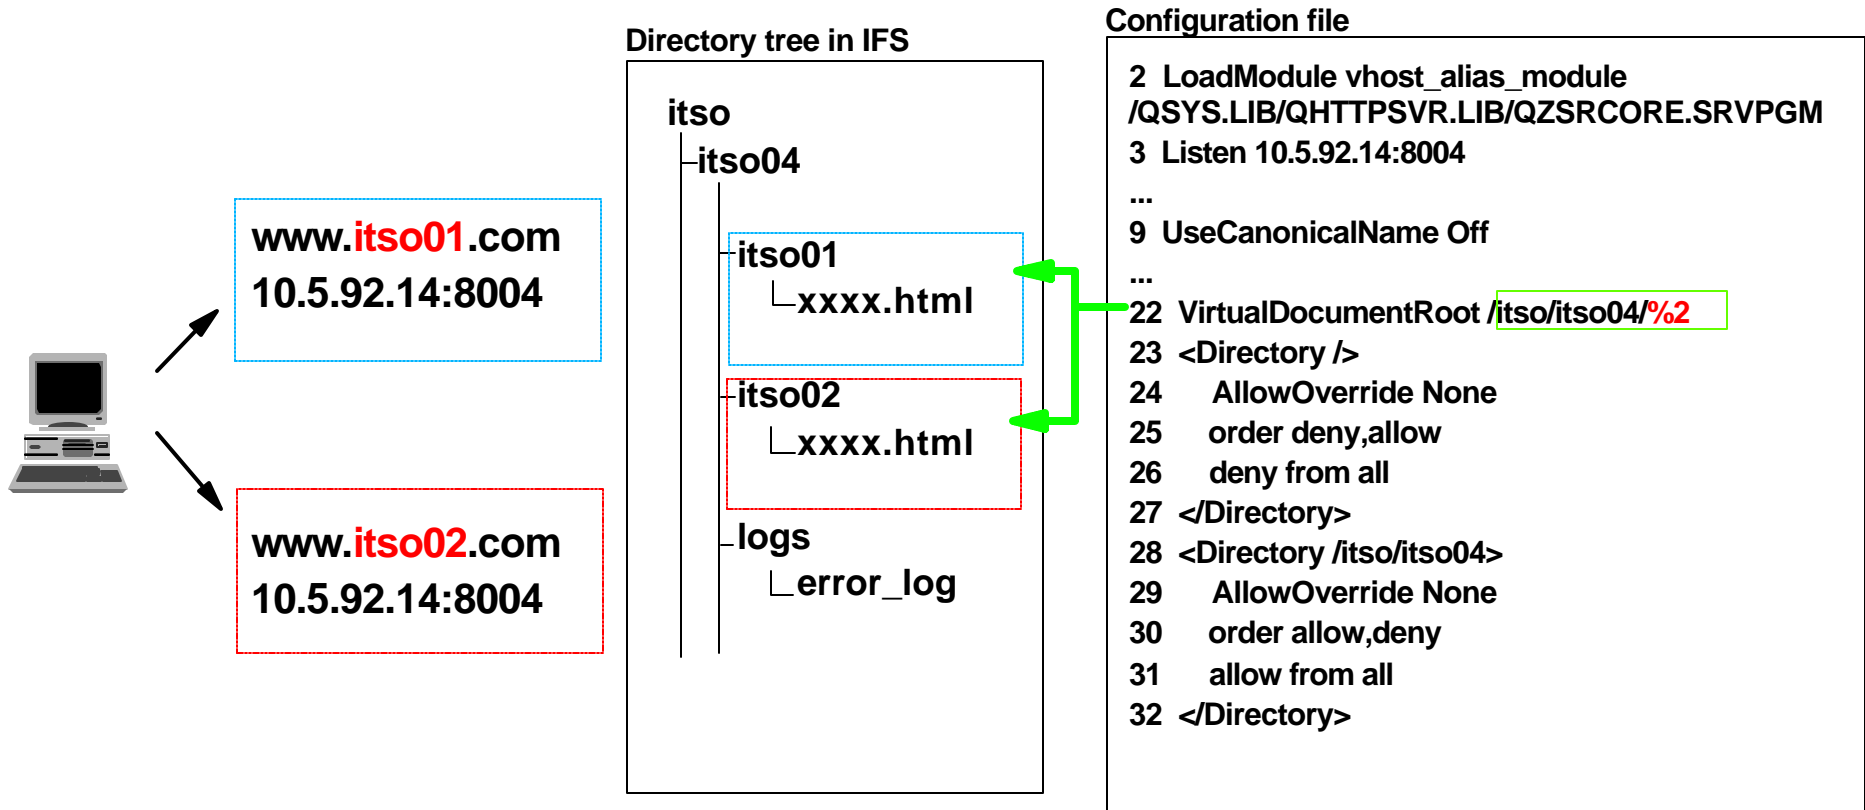 www.itso01.com
10.5.92.14:8004
www.itso02.com
10.5.92.14:8004
Directory tree in IFS
itso
itso04
itso01
xxxx.html
itso02
xxxx.html
logs
error_log
Configuration file
2 LoadModule vhost_alias_module
/QSYS.LIB/QHTTPSVR.LIB/QZSRCORE.SRVPGM
3 Listen 10.5.92.14:8004
...
9 UseCanonicalName Off
...
22 VirtualDocumentRoot /itso/itso04/%2
23 <Directory />
24 AllowOverride None
25 order deny,allow
26 deny from all
27 </Directory>
28 <Directory /itso/itso04>
29 AllowOverride None
30 order allow,deny
31 allow from all
32 </Directory>